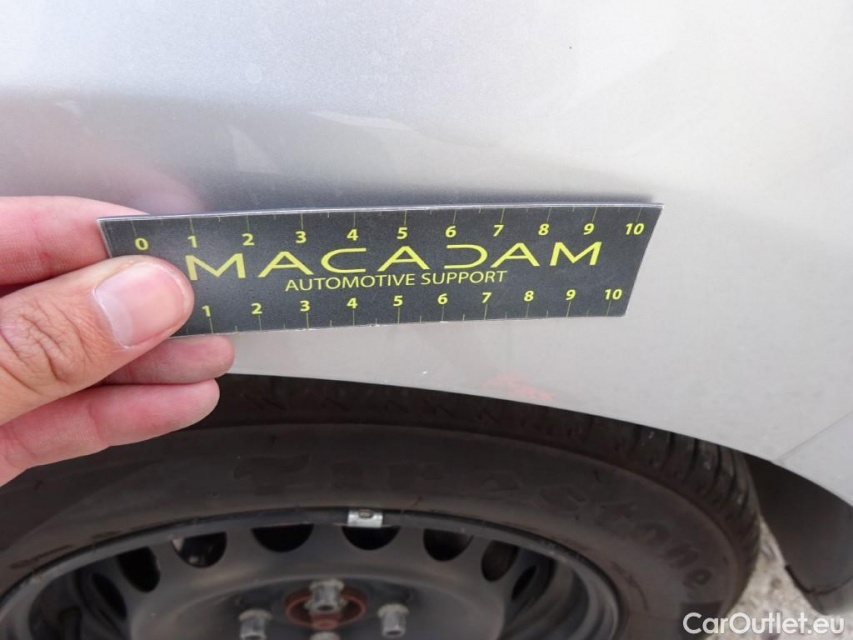 0 1 2 3 4 5 6 7 8 9 10
MACADAM
AUTOMOTIVE SUPPORT
1 2 3 4 5 6 7 8 9 10
CarOutlet.eu